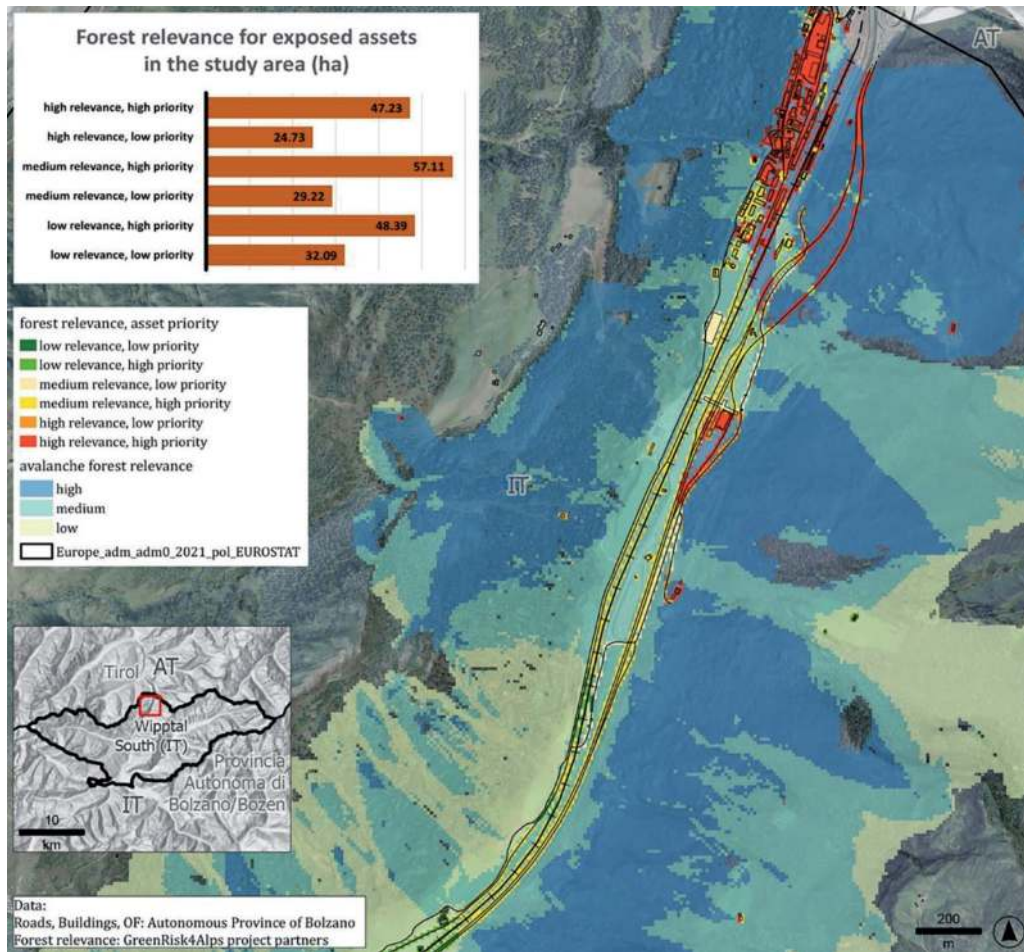 Forest relevance for exposed assets
in the study area (ha)
high relevance, high priority 47.23
high relevance, low priority 24.73
medium relevance, high priority 57.11
medium relevance, low priority 29.22
low relevance, high priority 48.39
low relevance, low priority 32.09
AT
forest relevance, asset priority
low relevance, low priority
low relevance, high priority
medium relevance, low priority
medium relevance, high priority
high relevance, low priority
high relevance, high priority
avalanche forest relevance
high
medium
low
Europe_adm_adm0_2021_pol_EUROSTAT
IT
Tirol AT
Wipptal
South (IT)
Provincia
Autonoma di
Bolzano/Bozen
IT
10
km
Data:
Roads, Buildings, OF: Autonomous Province of Bolzano
Forest relevance: GreenRisk4Alps project partners
200
m